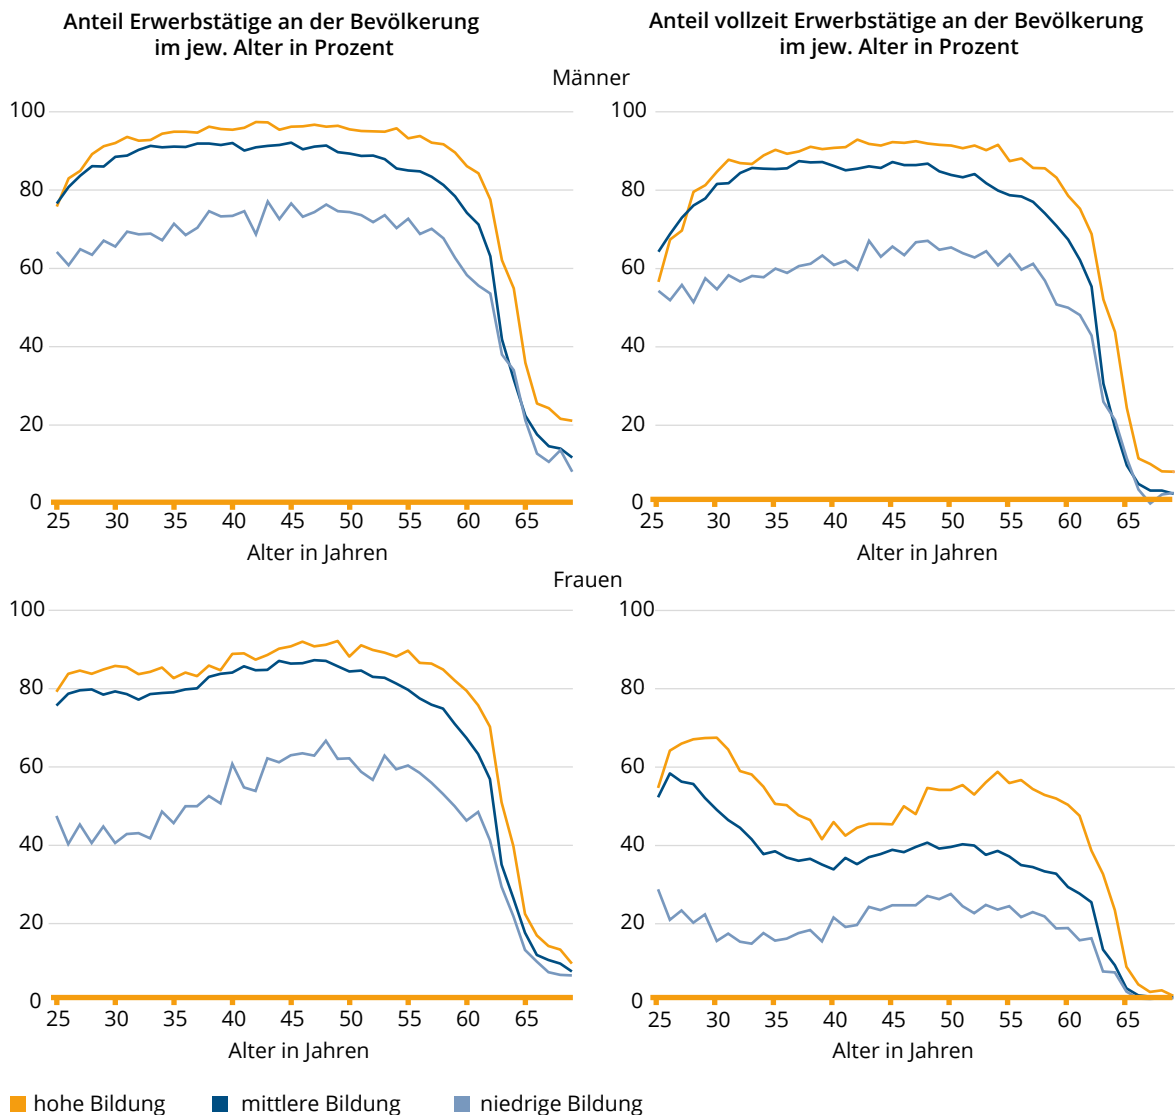 Anteil Erwerbstätige an der Bevölkerung
im jew. Alter in Prozent
Anteil vollzeit Erwerbstätige an der Bevölkerung
im jew. Alter in Prozent
Männer
100
80
60
40
20
0
25 30 35 40 45 50 55 60 65
Alter in Jahren
100
80
60
40
20
0
25 30 35 40 45 50 55 60 65
Alter in Jahren
Frauen
100
80
60
40
20
0
25 30 35 40 45 50 55 60 65
Alter in Jahren
100
80
60
40
20
0
25 30 35 40 45 50 55 60 65
Alter in Jahren
hohe Bildung mittlere Bildung niedrige Bildung